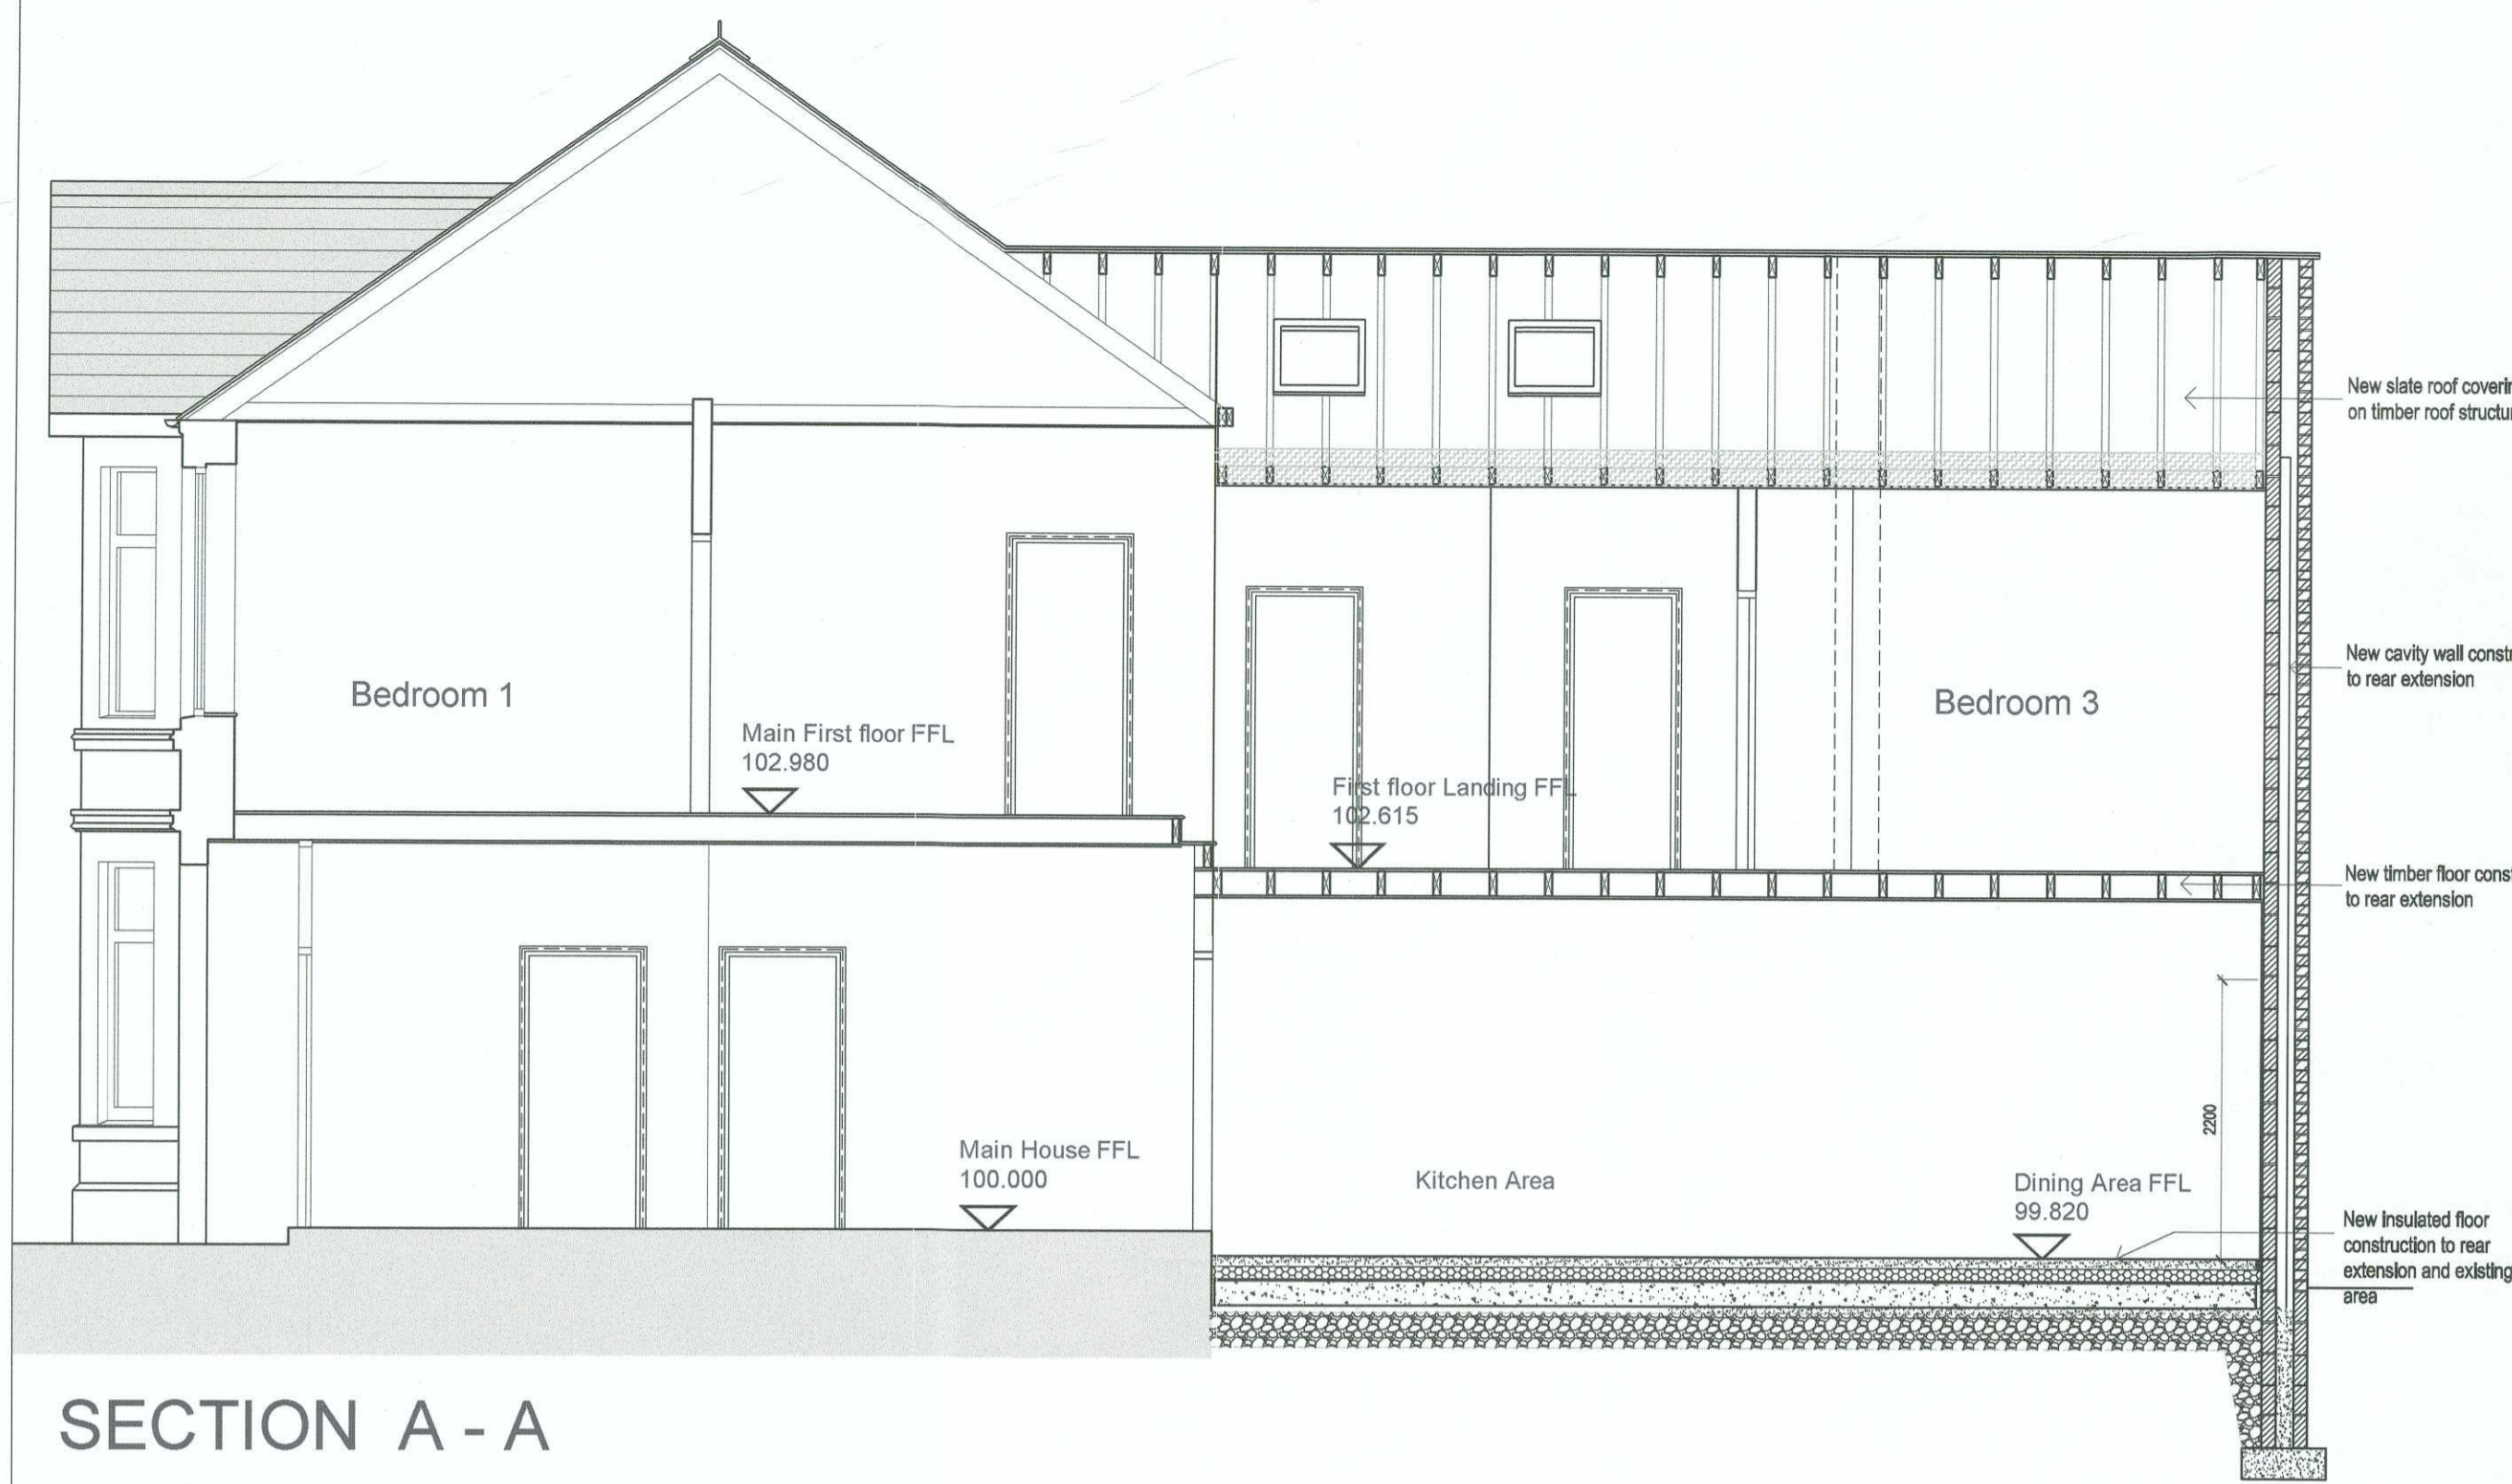 New slate roof coverin
on timber roof structu
New cavity wall constr
to rear extension
Bedroom 1
Bedroom 3
Main First floor FFL
102.980
First floor Landing FFL
102.615
New timber floor cons
to rear extension
2200
Main House FFL
100.000
Kitchen Area
Dining Area FFL
99.820
New insulated floor
construction to rear
extension and existing
area
SECTION A - A